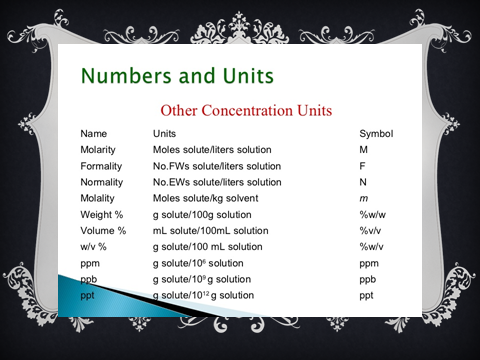 Numbers and Units
Other Concentration Units
Name Units Symbol
Molarity Moles solute/liters solution M
Formality No.FWs solute/liters solution F
Normality No.EWs solute/liters solution N
Molality Moles solute/kg solvent m
Weight % g solute/100g solution %w/w
Volume % mL solute/100mL solution %v/v
w/v % g solute/100 mL solution %w/v
ppm g solute/10⁶ solution ppm
ppb g solute/10⁹ g solution ppb
ppt g solute/10¹² g solution ppt